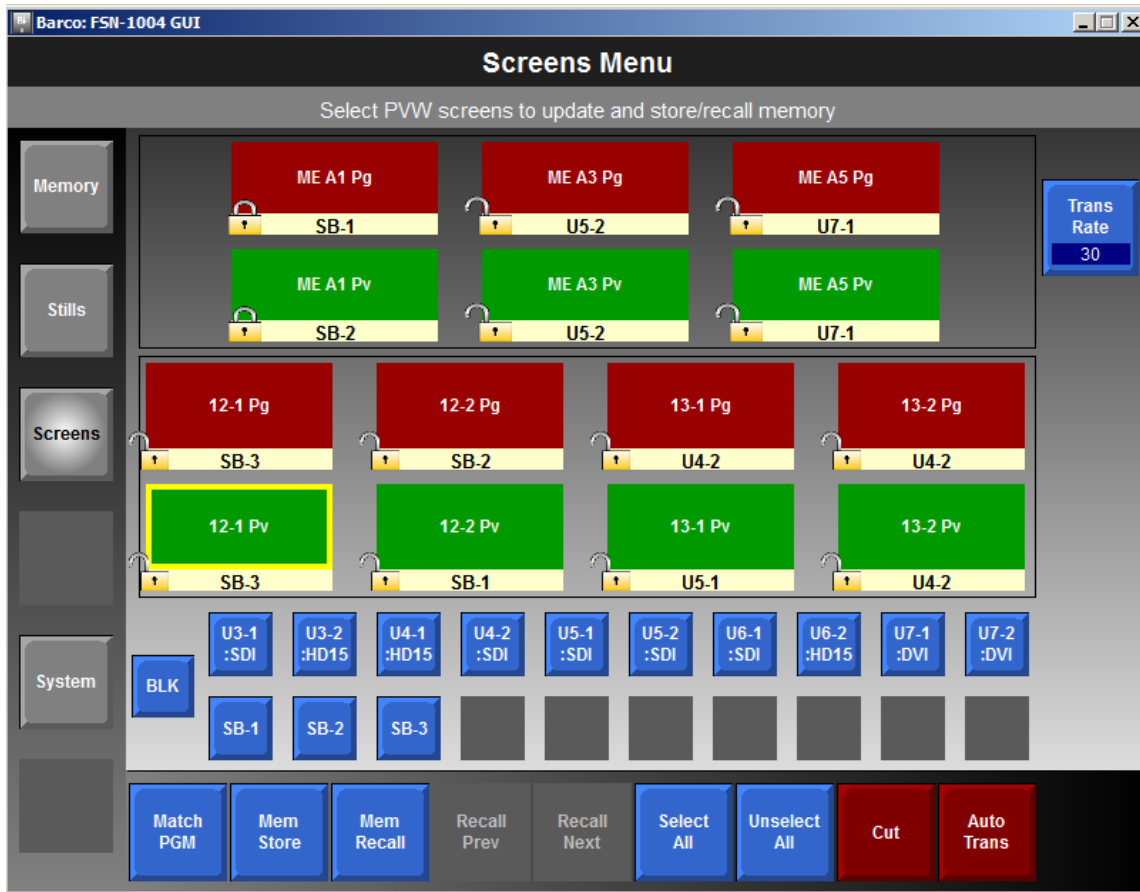 Barco: FSN-1004 GUI
Screens Menu
Select PVW screens to update and store/recall memory
Memory
Stills
Screens
System
ME A1 Pg
SB-1
ME A3 Pg
U5-2
ME A5 Pg
U7-1
ME A1 Pv
SB-2
ME A3 Pv
U5-2
ME A5 Pv
U7-1
Trans
Rate
30
12-1 Pg
SB-3
12-2 Pg
SB-2
13-1 Pg
U4-2
13-2 Pg
U4-2
12-1 Pv
SB-3
12-2 Pv
SB-1
13-1 Pv
U5-1
13-2 Pv
U4-2
BLK
U3-1
:SDI
U3-2
:HD15
U4-1
:HD15
U4-2
:SDI
U5-1
:SDI
U5-2
:SDI
U6-1
:SDI
U6-2
:HD15
U7-1
:DVI
U7-2
:DVI
SB-1
SB-2
SB-3
Match
PGM
Mem
Store
Mem
Recall
Recall
Prev
Recall
Next
Select
All
Unselect
All
Cut
Auto
Trans